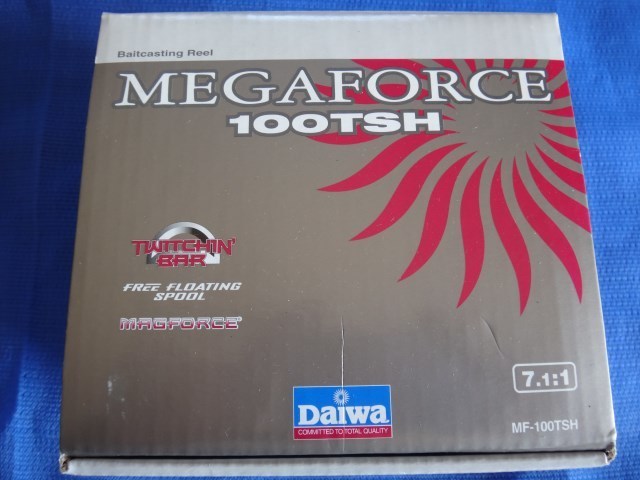 Baitcasting Reel
MEGAFORCE
100TSH
TWITCHIN'
BAR
FREE FLOATING
SPOOL
MAGFORCE
7.1:1
Daiwa
COMMITTED TO TOTAL QUALITY
MF-100TSH